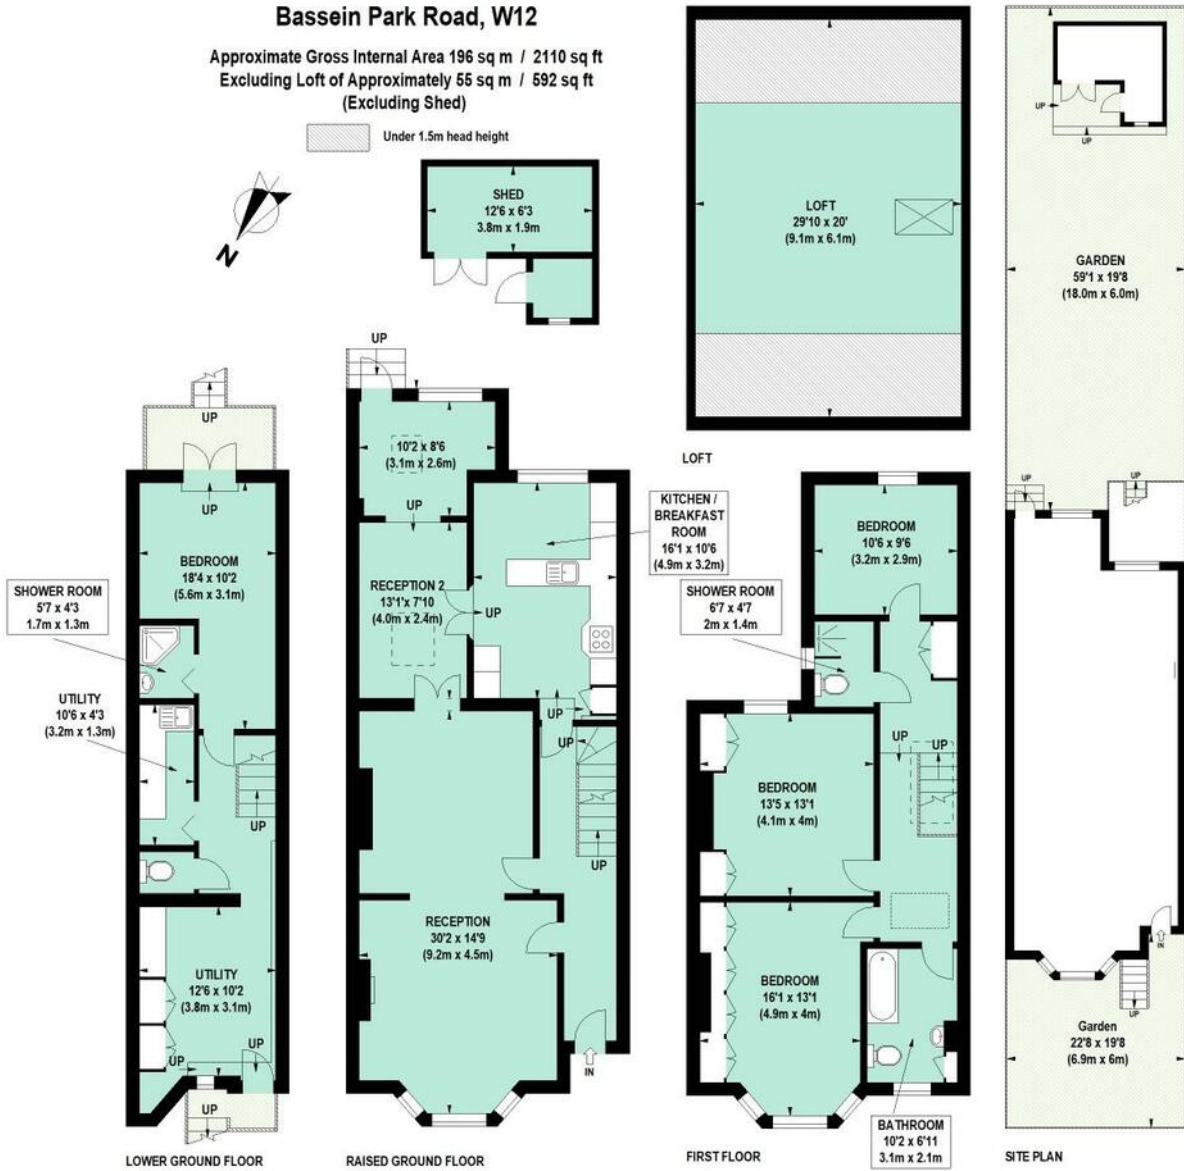 Bassein Park Road, W12
Approximate Gross Internal Area 196 sq m / 2110 sq ft
Excluding Loft of Approximately 55 sq m / 592 sq ft
(Excluding Shed)
Under 1.5m head height
N
SHED
12'6 x 6'3
3.8m x 1.9m
LOFT
29'10 x 20'
(9.1m x 6.1m)
LOFT
UP
UP
GARDEN
59'1 x 19'8
(18.0m x 6.0m)
UP
UP
IN
UP
Garden
22'8 x 19'8
(6.9m x 6m)
SITE PLAN
UP
UP
BEDROOM
18'4 x 10'2
(5.6m x 3.1m)
SHOWER ROOM
5'7 x 4'3
1.7m x 1.3m
UTILITY
10'6 x 4'3
(3.2m x 1.3m)
UP
UTILITY
12'6 x 10'2
(3.8m x 3.1m)
UP
UP
UP
LOWER GROUND FLOOR
UP
10'2 x 8'6
(3.1m x 2.6m)
UP
RECEPTION 2
13'1'x 7'10
(4.0m x 2.4m)
UP
KITCHEN /
BREAKFAST
ROOM
16'1 x 10'6
(4.9m x 3.2m)
UP
UP
UP
RECEPTION
30'2 x 14'9
(9.2m x 4.5m)
IN
RAISED GROUND FLOOR
BEDROOM
10'6 x 9'6
(3.2m x 2.9m)
SHOWER ROOM
6'7 x 4'7
2m x 1.4m
UP
UP
BEDROOM
13'5 x 13'1
(4.1m x 4m)
BEDROOM
16'1 x 13'1
(4.9m x 4m)
BATHROOM
10'2 x 6'11
3.1m x 2.1m
FIRST FLOOR